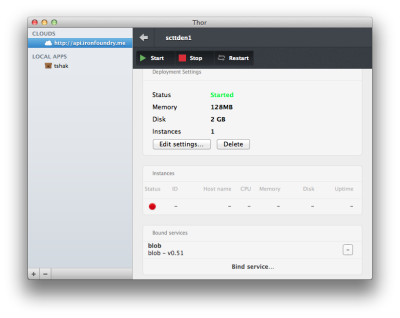 Thor
CLOUDS
http://api.ironfoundry.me
LOCAL APPS
tshak
scttden1
Start Stop Restart
Deployment Settings
Status Started
Memory 128MB
Disk 2 GB
Instances 1
Edit settings... Delete
Instances
Status ID Host name CPU Memory Disk Uptime
– – – – – –
Bound services
blob
blob - v0.51
Bind service...